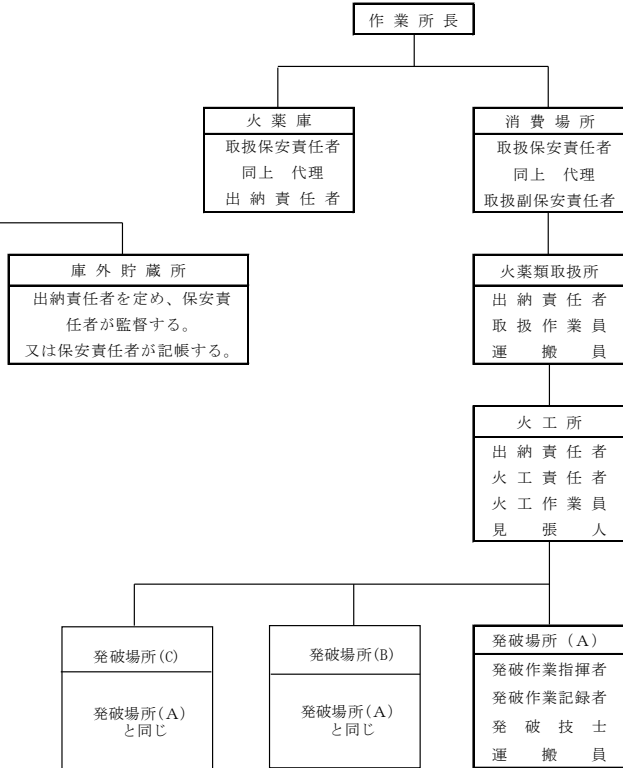 作業所長
火薬庫
取扱保安責任者
同上 代理
出納責任者
消費場所
取扱保安責任者
同上 代理
取扱副保安責任者
庫外貯蔵所
出納責任者を定め、保安責
任者が監督する。
又は保安責任者が記帳する。
火薬類取扱所
出納責任者
取扱作業員
運搬員
火工所
出納責任者
火工責任者
火工作業員
見張人
発破場所(C)
発破場所(A)
と同じ
発破場所(B)
発破場所(A)
と同じ
発破場所（A）
発破作業指揮者
発破作業記録者
発破技士
運搬員